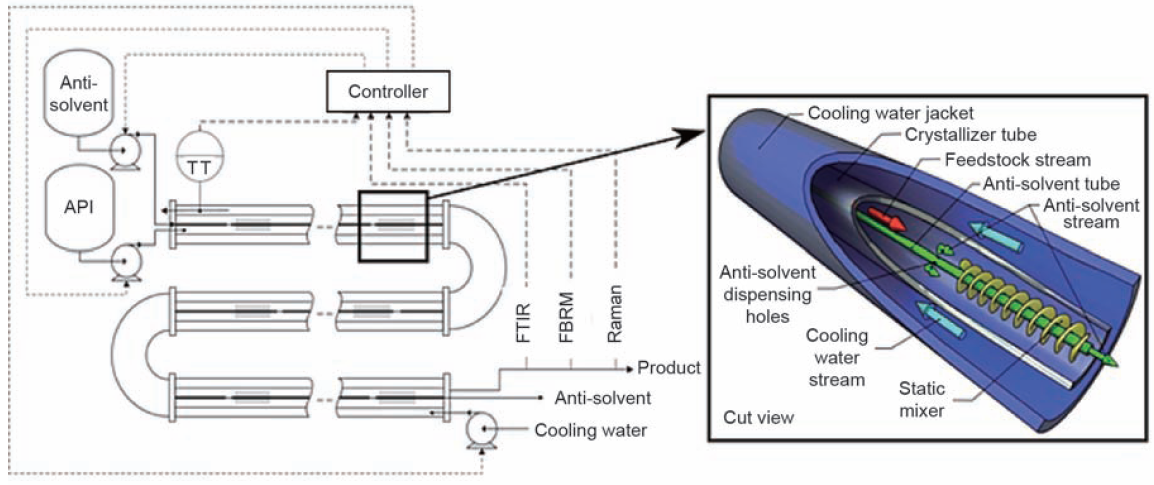 Anti-
solvent
Controller
TT
API
FTIR
FBRM
Raman
Product
Anti-solvent
Cooling water
Cooling water jacket
Crystallizer tube
Feedstock stream
Anti-solvent tube
Anti-solvent
stream
Anti-solvent
dispensing
holes
Cooling
water
stream
Static
mixer
Cut view